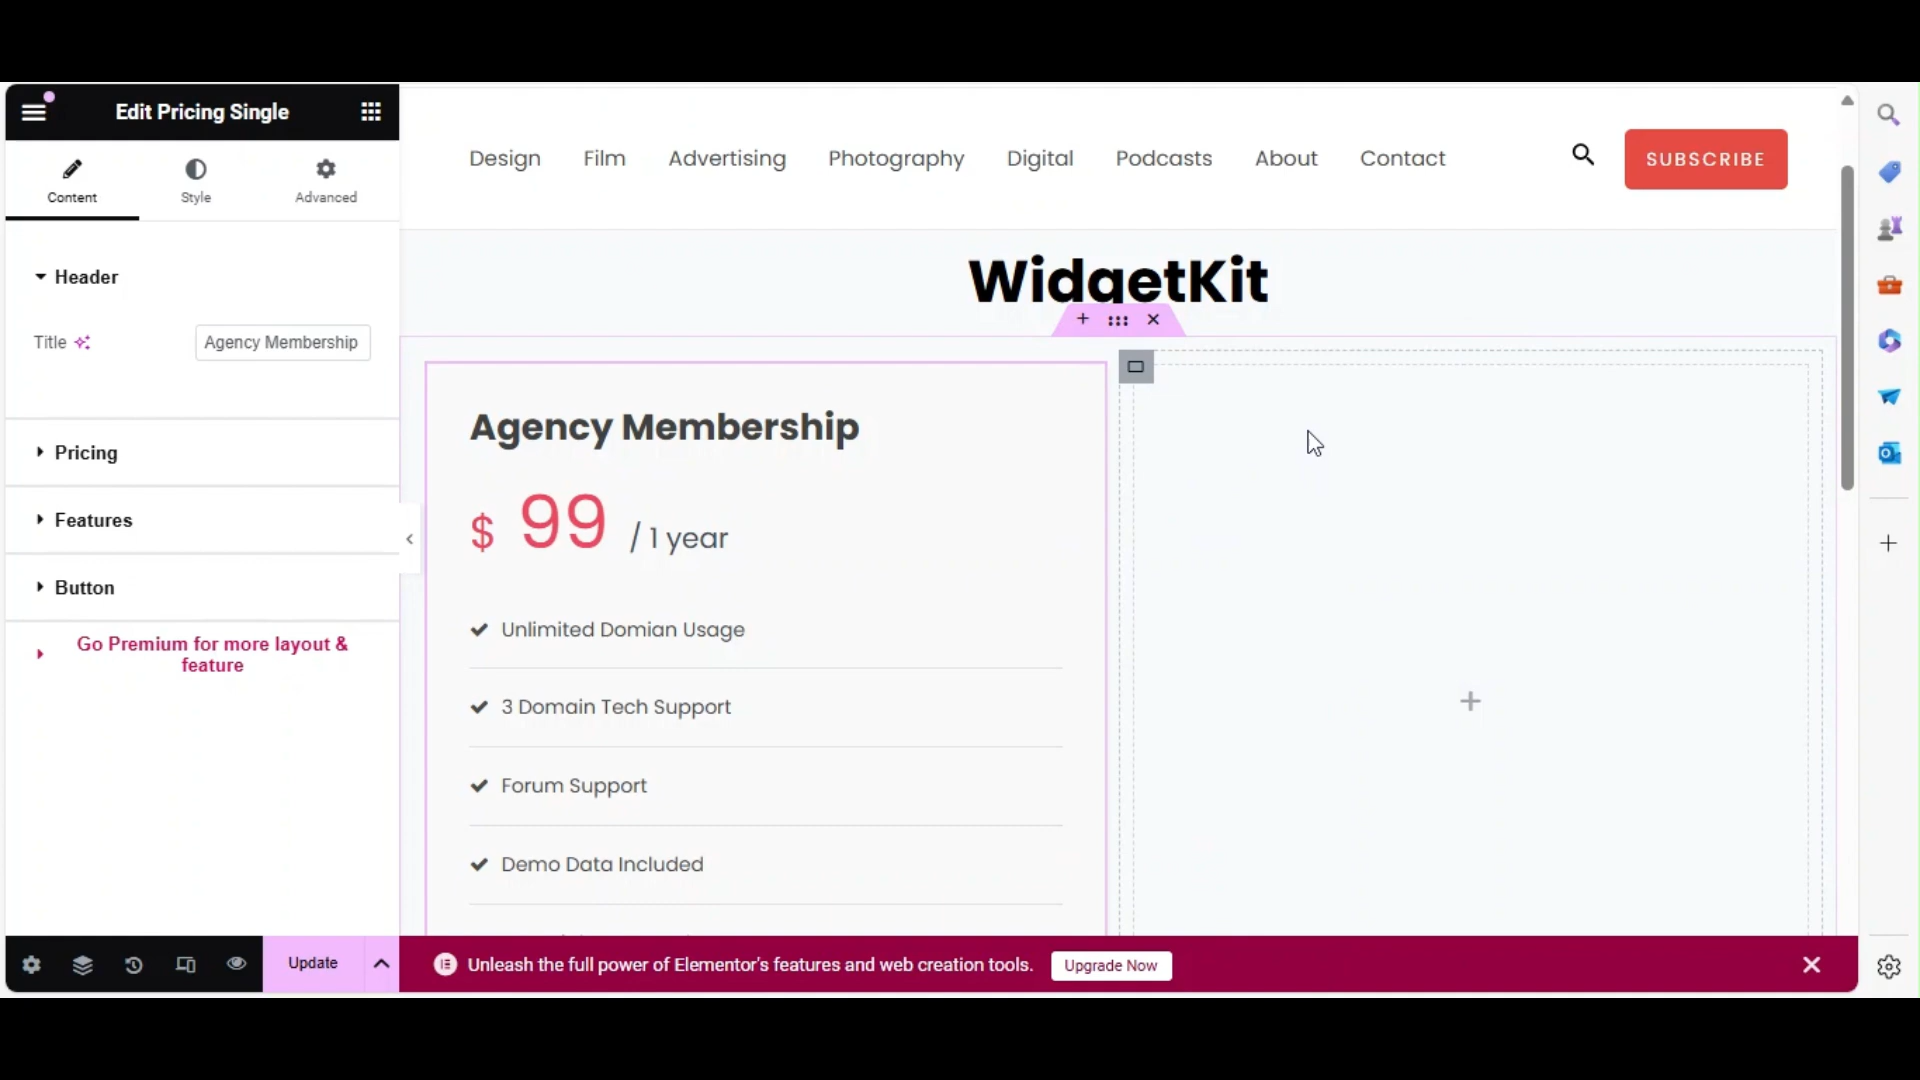 Edit Pricing Single
Content
Style
Advanced
Header
Title
Agency Membership
Pricing
Features
Button
Go Premium for more layout &
feature
Update
Design
Film
Advertising
Photography
Digital
Podcasts
About
Contact
SUBSCRIBE
WidgetKit
Agency Membership
$ 99 / 1 year
Unlimited Domian Usage
3 Domain Tech Support
Forum Support
Demo Data Included
Unleash the full power of Elementor's features and web creation tools.
Upgrade Now